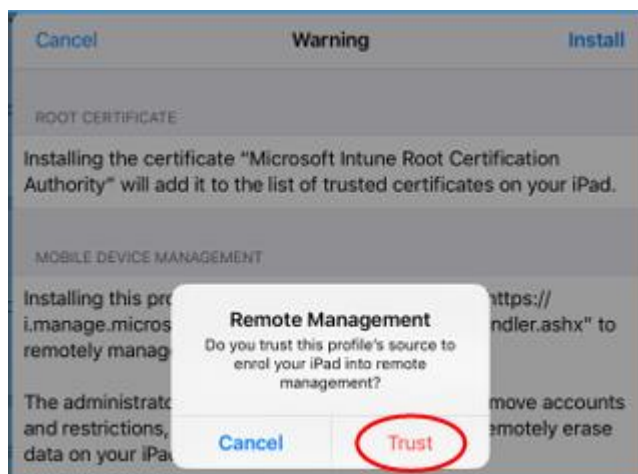 Cancel Warning Install
ROOT CERTIFICATE
Installing the certificate “Microsoft Intune Root Certification
Authority” will add it to the list of trusted certificates on your iPad.
MOBILE DEVICE MANAGEMENT
Installing this pro https://
i.manage.micros ndler.ashx" to
remotely manag
The administrato move accounts
and restrictions, emotely erase
data on your iPa
Remote Management
Do you trust this profile's source to
enrol your iPad into remote
management?
Cancel Trust